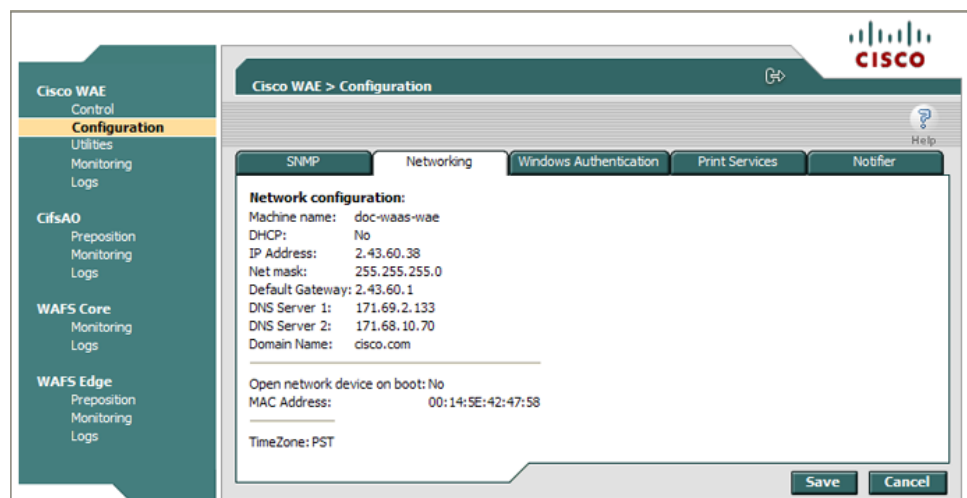 CISCO
Cisco WAE
Control
Configuration
Utilities
Monitoring
Logs
CifsAO
Preposition
Monitoring
Logs
WAFS Core
Monitoring
Logs
WAFS Edge
Preposition
Monitoring
Logs
Cisco WAE > Configuration
Help
SNMP
Networking
Windows Authentication
Print Services
Notifier
Network configuration:
Machine name: doc-waas-wae
DHCP: No
IP Address: 2.43.60.38
Net mask: 255.255.255.0
Default Gateway: 2.43.60.1
DNS Server 1: 171.69.2.133
DNS Server 2: 171.68.10.70
Domain Name: cisco.com
Open network device on boot: No
MAC Address: 00:14:5E:42:47:58
TimeZone: PST
Save
Cancel